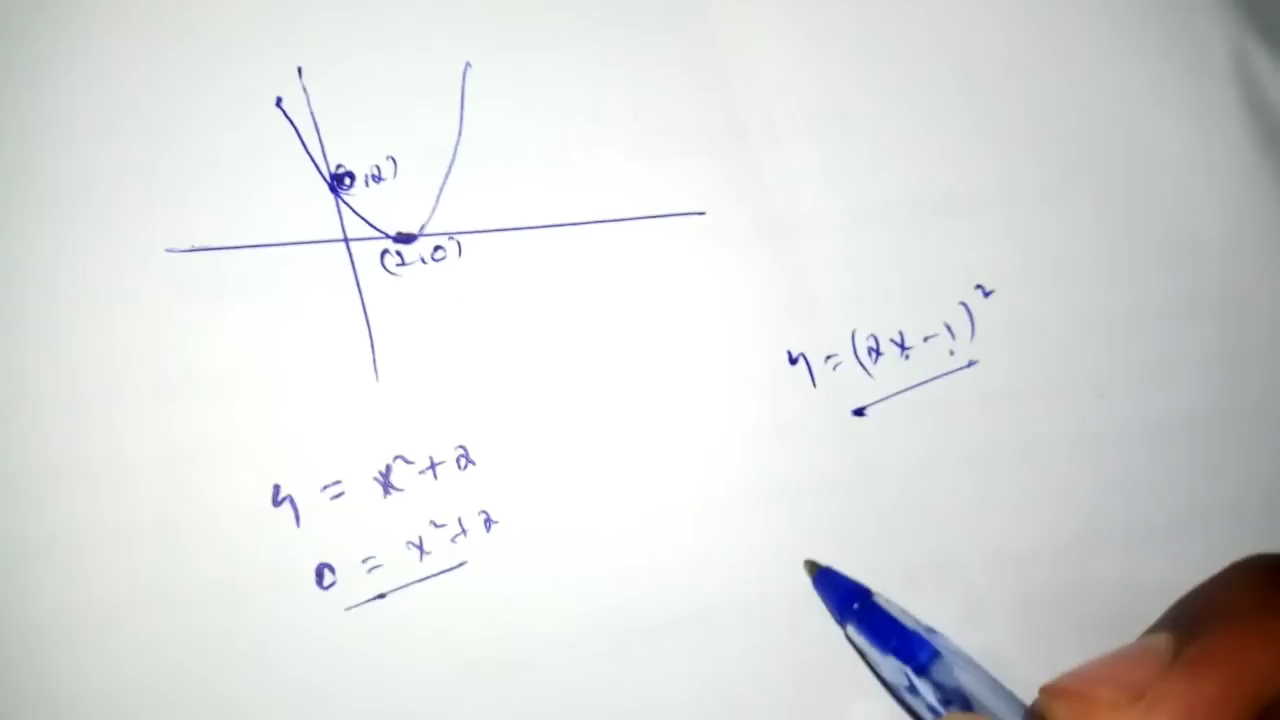 (0,2)
(1,0)
y = (2x-1)²
y = x²+2
0 = x²+2